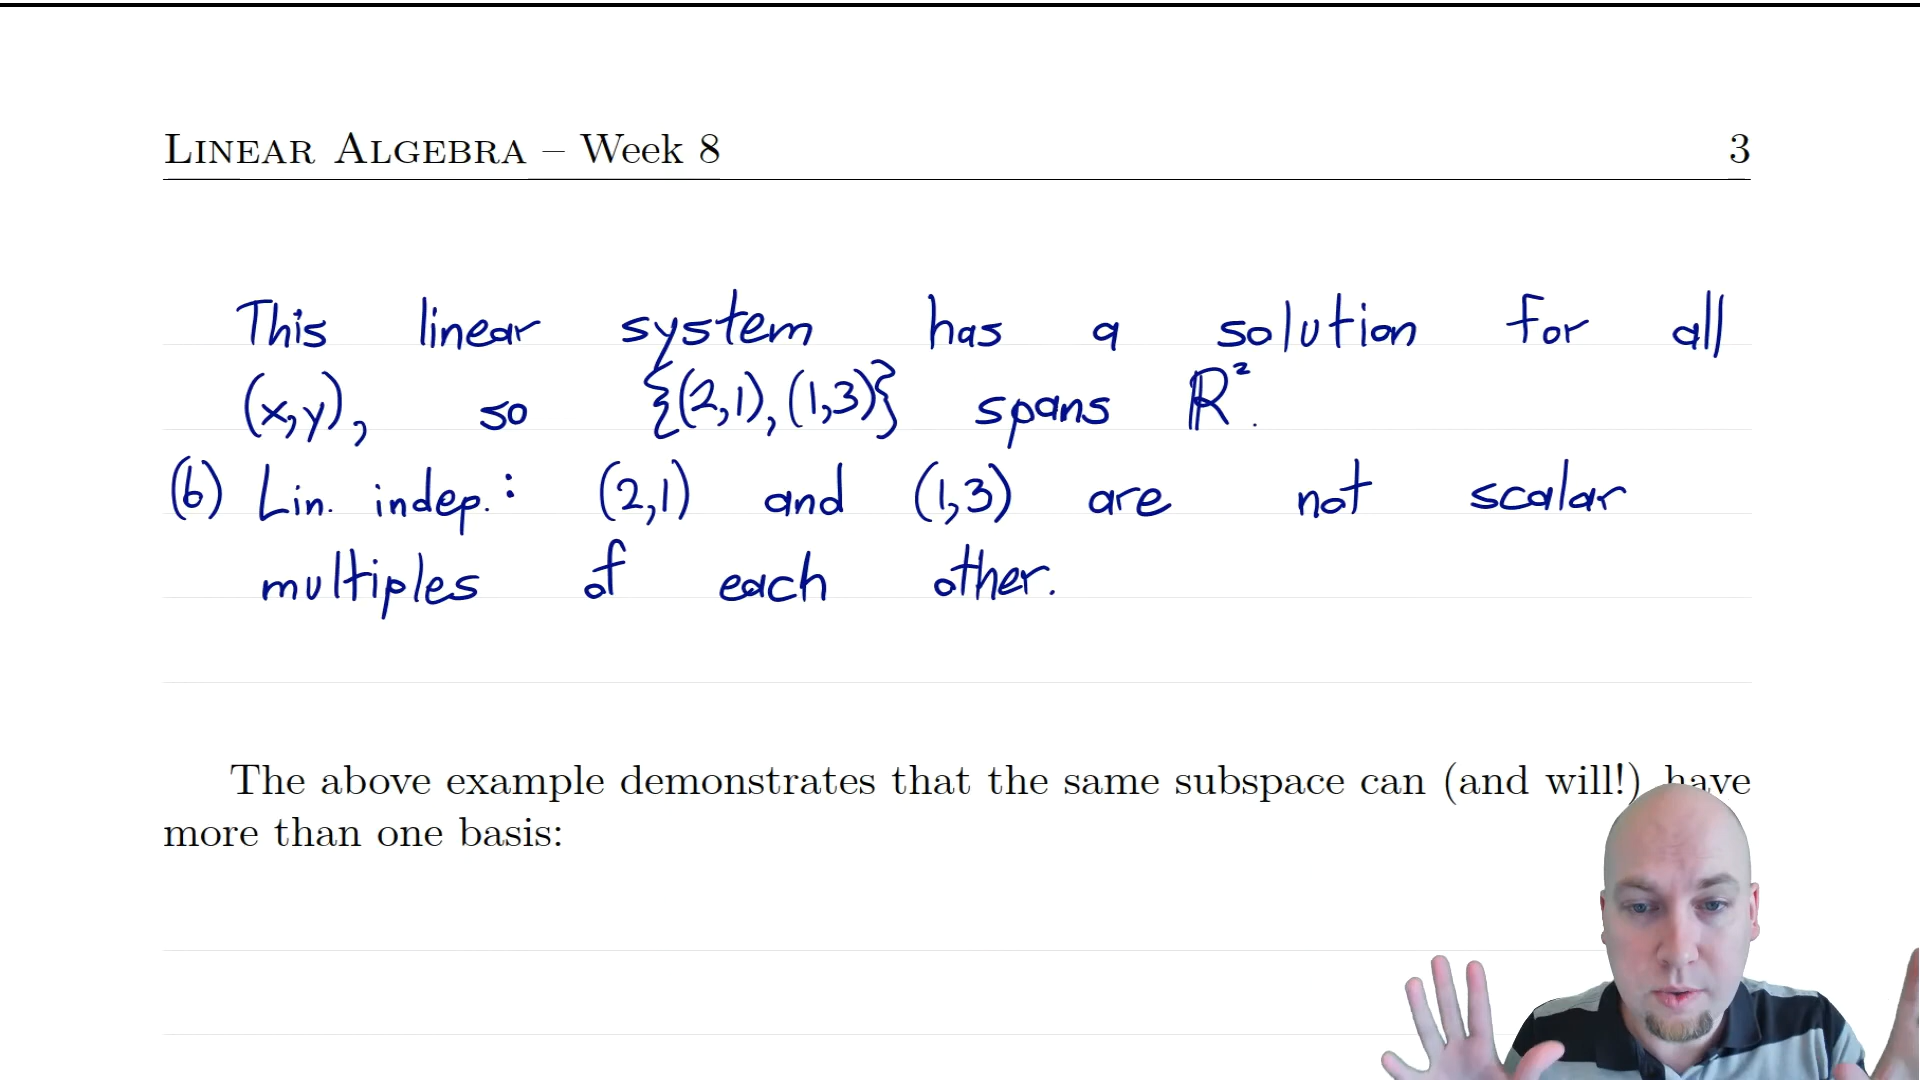 LINEAR ALGEBRA – Week 8 3
This linear system has a solution for all
(x,y), so {(2,1),(1,3)} spans ℝ².
(b) Lin. indep.: (2,1) and (1,3) are not scalar
multiples of each other.
The above example demonstrates that the same subspace can (and will!) have
more than one basis: